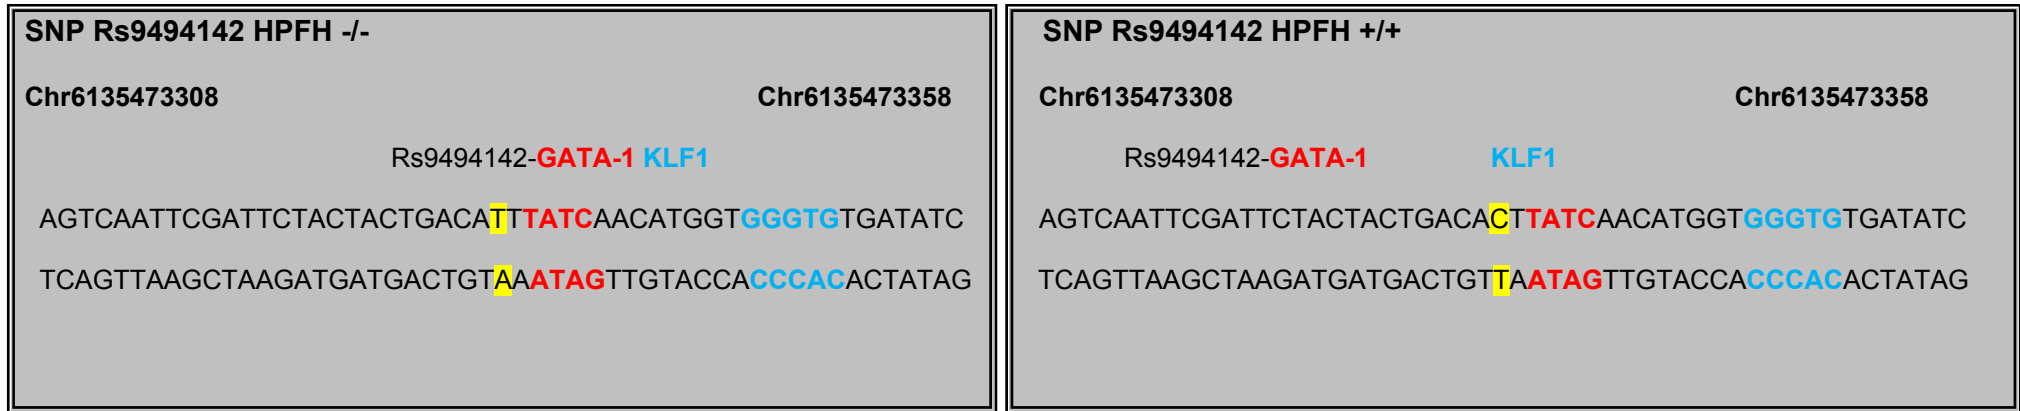 SNP Rs9494142 HPFH -/-
Chr6135473308 Chr6135473358
Rs9494142-GATA-1 KLF1
AGTCAATTCGATTCTACTACTGACATTTATCAACATGGTGGGTGTGATATC
TCAGTTAAGCTAAGATGATGACTGTAAATAGTTGTACCACCCACACTATAG
SNP Rs9494142 HPFH +/+
Chr6135473308 Chr6135473358
Rs9494142-GATA-1 KLF1
AGTCAATTCGATTCTACTACTGACACTTATCAACATGGTGGGTGTGATATC
TCAGTTAAGCTAAGATGATGACTGTTAATAGTTGTACCACCCACACTATAG